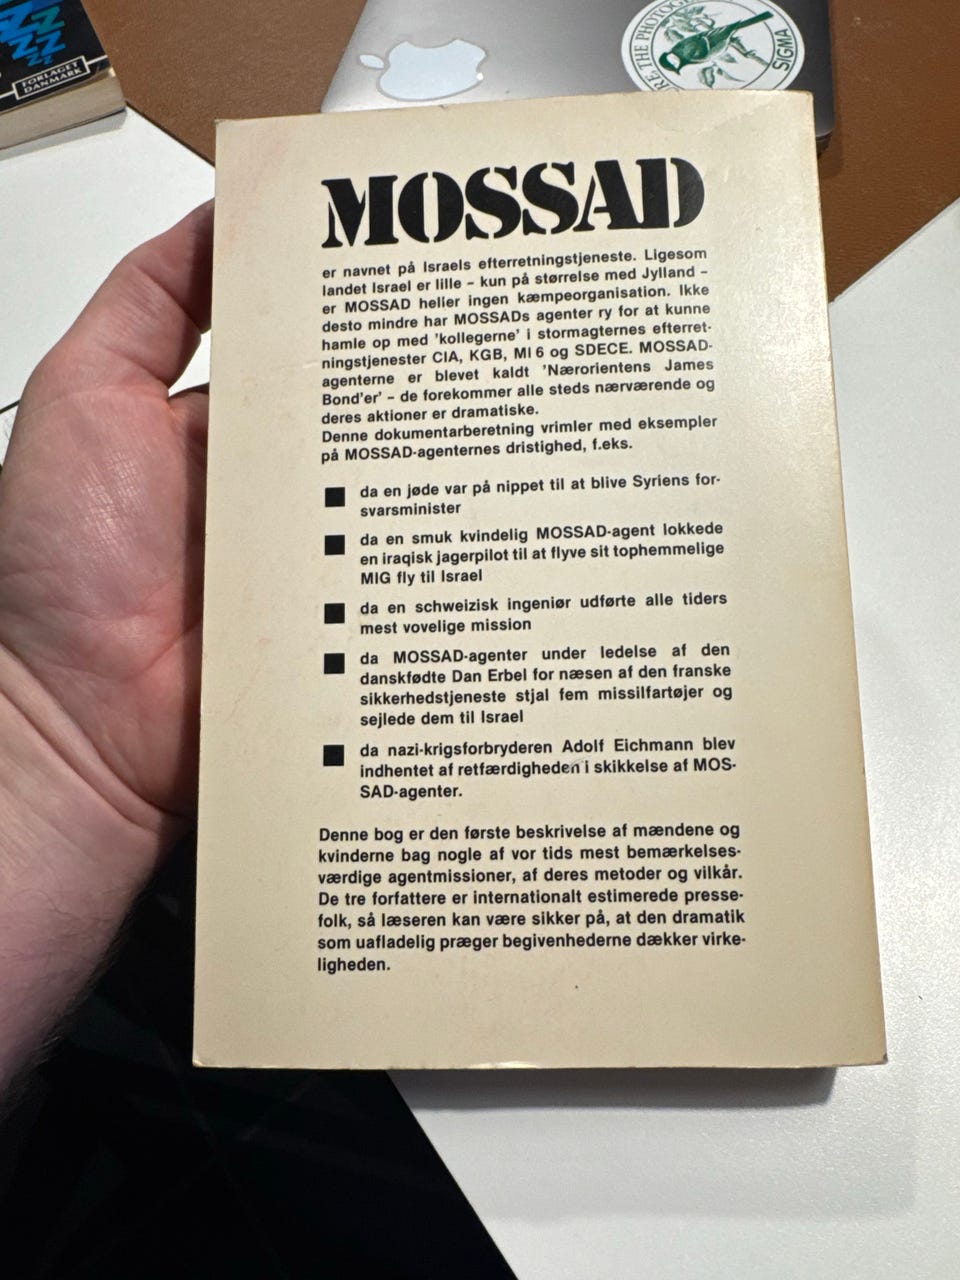 FORLAGET
DANMARK
RE, THE PHOTOG
SIGMA
MOSSAD
er navnet på Israels efterretningstjeneste. Ligesom
landet Israel er lille – kun på størrelse med Jylland –
er MOSSAD heller ingen kæmpeorganisation. Ikke
desto mindre har MOSSADs agenter ry for at kunne
hamle op med 'kollegerne' i stormagternes efterret-
ningstjenester CIA, KGB, MI 6 og SDECE. MOSSAD-
agenterne er blevet kaldt 'Nærorientens James
Bond'er' – de forekommer alle steds nærværende og
deres aktioner er dramatiske.
Denne dokumentarberetning vrimler med eksempler
på MOSSAD-agenternes dristighed, f.eks.
da en jøde var på nippet til at blive Syriens for-
svarsminister
da en smuk kvindelig MOSSAD-agent lokkede
en iraqisk jagerpilot til at flyve sit tophemmelige
MIG fly til Israel
da en schweizisk ingeniør udførte alle tiders
mest vovelige mission
da MOSSAD-agenter under ledelse af den
danskfødte Dan Erbel for næsen af den franske
sikkerhedstjeneste stjal fem missilfartøjer og
sejlede dem til Israel
da nazi-krigsforbryderen Adolf Eichmann blev
indhentet af retfærdigheden i skikkelse af MOS-
SAD-agenter.
Denne bog er den første beskrivelse af mændene og
kvinderne bag nogle af vor tids mest bemærkelses-
værdige agentmissioner, af deres metoder og vilkår.
De tre forfattere er internationalt estimerede presse-
folk, så læseren kan være sikker på, at den dramatik
som uafladelig præger begivenhederne dækker virke-
ligheden.